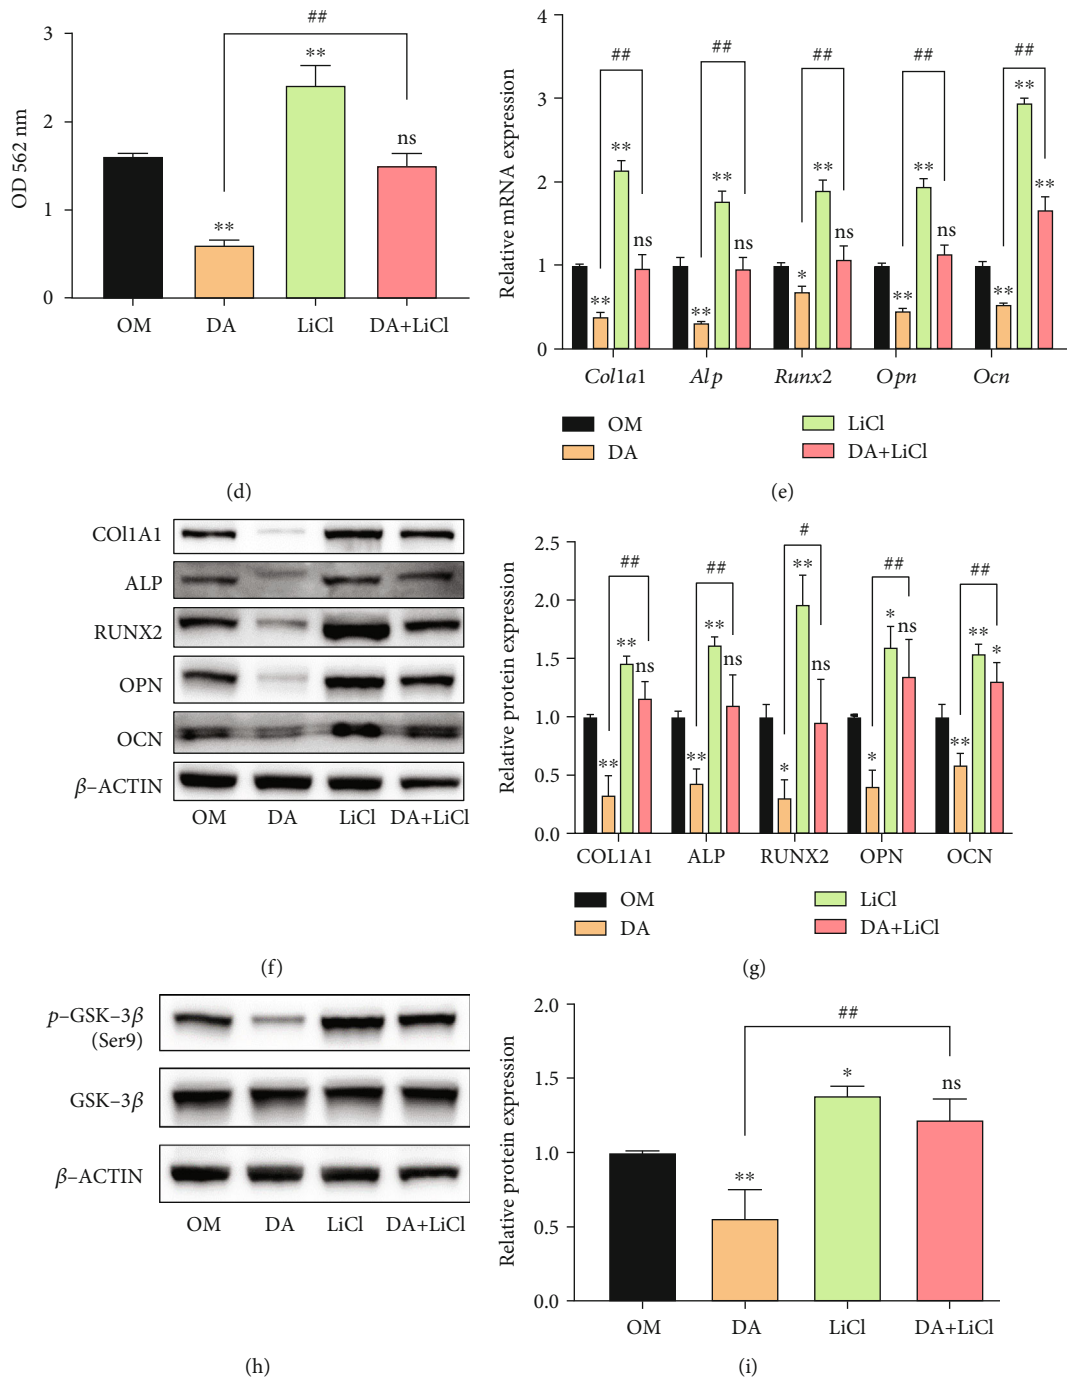 ##
3
**
2
ns
1
**
0
OD 562 nm
OM DA LiCl DA+LiCl
(d)
4
## ## ## ## ##
3
**
** ** ** ** **
2
ns ns ns ns
1
** ** * ** **
0
Relative mRNA expression
Col1a1 Alp Runx2 Opn Ocn
OM LiCl
DA DA+LiCl
(e)
COl1A1
ALP
RUNX2
OPN
OCN
β–ACTIN
OM DA LiCl DA+LiCl
(f)
2.5
#
## ## ## ##
2.0
** ** ** * **
1.5
ns ns ns ns *
1.0
** ** * * **
0.5
0.0
Relative protein expression
COL1A1 ALP RUNX2 OPN OCN
OM LiCl
DA DA+LiCl
(g)
p–GSK–3β
(Ser9)
GSK–3β
β–ACTIN
OM DA LiCl DA+LiCl
(h)
2.0
##
1.5
* ns
1.0
**
0.5
0.0
Relative protein expression
OM DA LiCl DA+LiCl
(i)